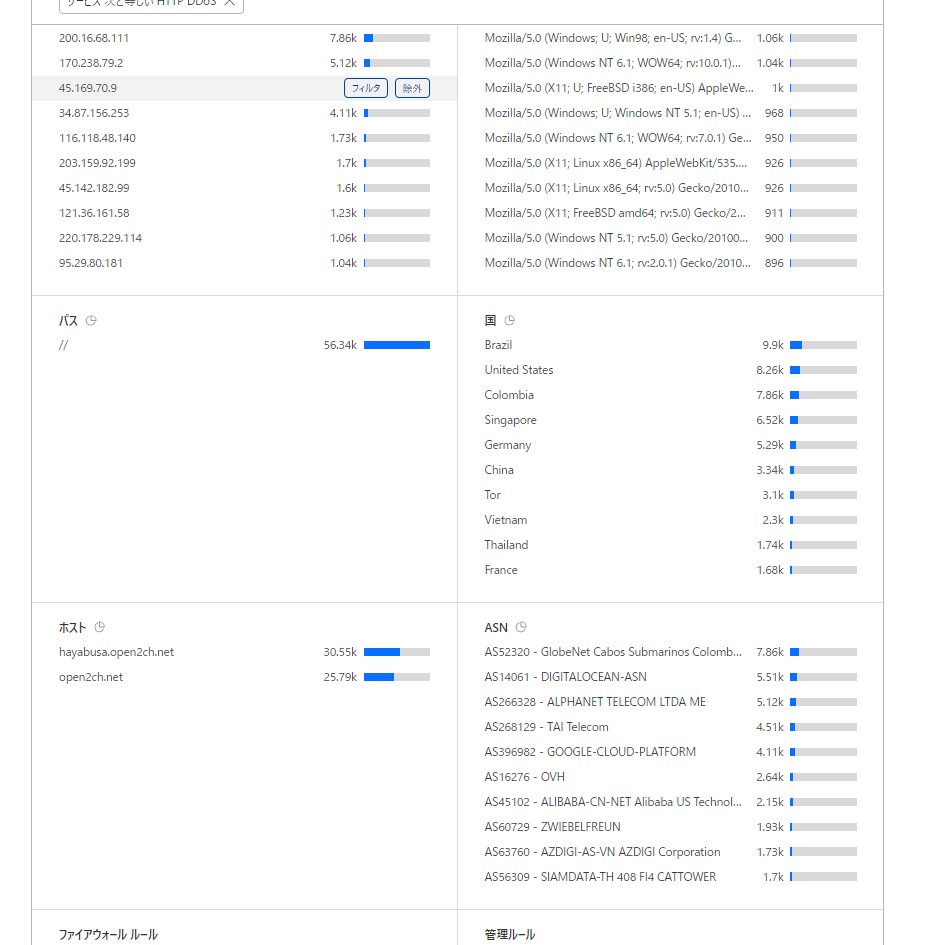 サービス 次と等しい HTTP DDoS
200.16.68.111 7.86k
170.238.79.2 5.12k
45.169.70.9 フィルタ 除外
34.87.156.253 4.11k
116.118.48.140 1.73k
203.159.92.199 1.7k
45.142.182.99 1.6k
121.36.161.58 1.23k
220.178.229.114 1.06k
95.29.80.181 1.04k
Mozilla/5.0 (Windows; U; Win98; en-US; rv:1.4) G... 1.06k
Mozilla/5.0 (Windows NT 6.1; WOW64; rv:10.0.1)... 1.04k
Mozilla/5.0 (X11; U; FreeBSD i386; en-US) AppleWe... 1k
Mozilla/5.0 (Windows; U; Windows NT 5.1; en-US) ... 968
Mozilla/5.0 (Windows NT 6.1; WOW64; rv:7.0.1) Ge... 950
Mozilla/5.0 (X11; Linux x86_64) AppleWebKit/535.... 926
Mozilla/5.0 (X11; Linux x86_64; rv:5.0) Gecko/2010... 926
Mozilla/5.0 (X11; FreeBSD amd64; rv:5.0) Gecko/2... 911
Mozilla/5.0 (Windows NT 5.1; rv:5.0) Gecko/20100... 900
Mozilla/5.0 (Windows NT 6.1; rv:2.0.1) Gecko/2010... 896
パス
// 56.34k
国
Brazil 9.9k
United States 8.26k
Colombia 7.86k
Singapore 6.52k
Germany 5.29k
China 3.34k
Tor 3.1k
Vietnam 2.3k
Thailand 1.74k
France 1.68k
ホスト
hayabusa.open2ch.net 30.55k
open2ch.net 25.79k
ASN
AS52320 - GlobeNet Cabos Submarinos Colomb... 7.86k
AS14061 - DIGITALOCEAN-ASN 5.51k
AS266328 - ALPHANET TELECOM LTDA ME 5.12k
AS268129 - TAI Telecom 4.51k
AS396982 - GOOGLE-CLOUD-PLATFORM 4.11k
AS16276 - OVH 2.64k
AS45102 - ALIBABA-CN-NET Alibaba US Technol... 2.15k
AS60729 - ZWIEBELFREUN 1.93k
AS63760 - AZDIGI-AS-VN AZDIGI Corporation 1.73k
AS56309 - SIAMDATA-TH 408 Fl4 CATTOWER 1.7k
ファイアウォール ルール
管理ルール